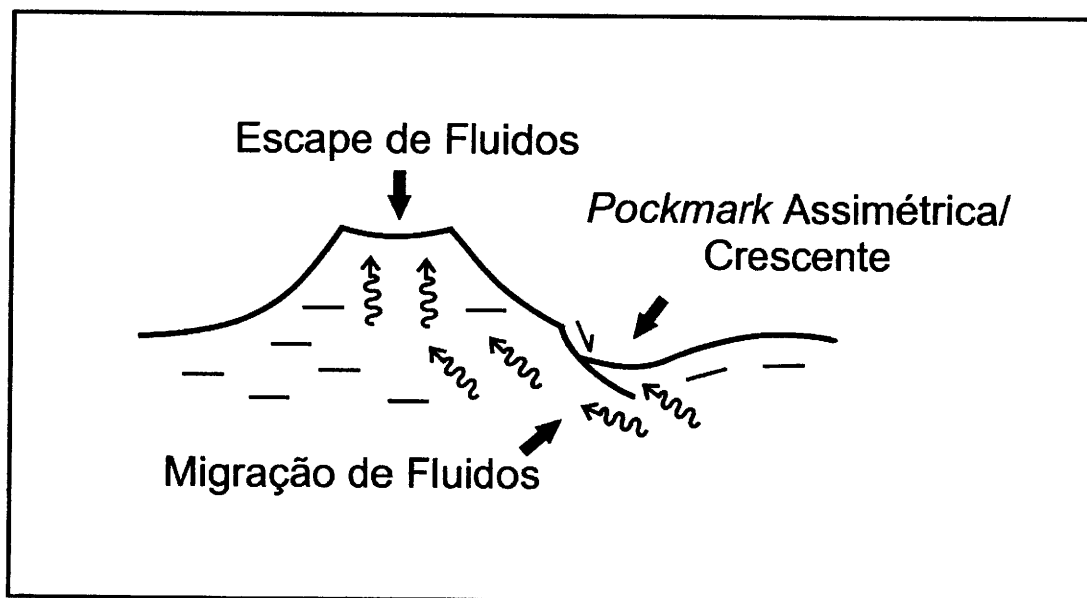 Escape de Fluidos
Pockmark Assimétrica/
Crescente
Migração de Fluidos